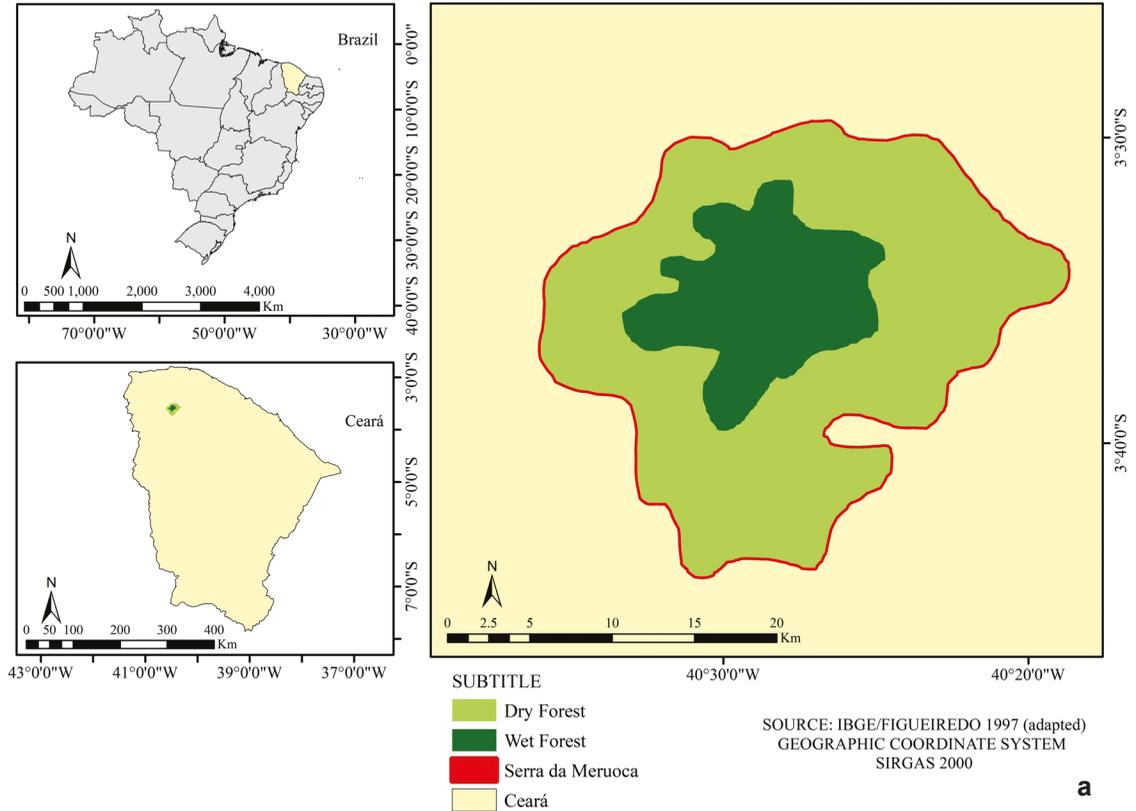 Brazil
N
0 500 1,000 2,000 3,000 4,000
Km
70°0'0"W 50°0'0"W 30°0'0"W
0°0'0"
10°0'0"S
20°0'0"S
30°0'0"S
40°0'0"S
Ceará
N
0 50 100 200 300 400
Km
43°0'0"W 41°0'0"W 39°0'0"W 37°0'0"W
3°0'0"S
5°0'0"S
7°0'0"S
3°30'0"S
3°40'0"S
N
0 2.5 5 10 15 20
Km
40°30'0"W 40°20'0"W
SUBTITLE
Dry Forest
Wet Forest
Serra da Meruoca
Ceará
SOURCE: IBGE/FIGUEIREDO 1997 (adapted)
GEOGRAPHIC COORDINATE SYSTEM
SIRGAS 2000
a